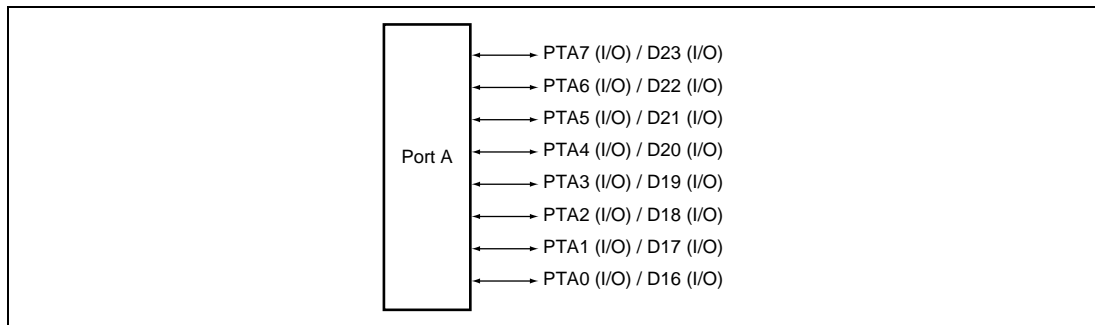 Port A
PTA7 (I/O) / D23 (I/O)
PTA6 (I/O) / D22 (I/O)
PTA5 (I/O) / D21 (I/O)
PTA4 (I/O) / D20 (I/O)
PTA3 (I/O) / D19 (I/O)
PTA2 (I/O) / D18 (I/O)
PTA1 (I/O) / D17 (I/O)
PTA0 (I/O) / D16 (I/O)